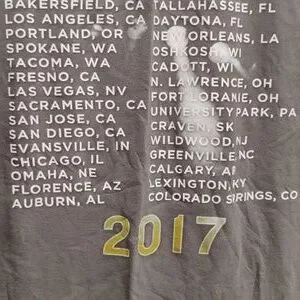 BAKERSFIELD, CA
LOS ANGELES, CA
PORTLAND, OR
SPOKANE, WA
TACOMA, WA
FRESNO, CA
LAS VEGAS, NV
SACRAMENTO, CA
SAN JOSE, CA
SAN DIEGO, CA
EVANSVILLE, IN
CHICAGO, IL
OMAHA, NE
FLORENCE, AZ
AUBURN, AL
TALLAHASSEE, FL
DAYTONA, FL
NEW ORLEANS, LA
OSHKOSH, WI
CADOTT, WI
N. LAWRENCE, OH
FORT LORAMIE, OH
UNIVERSITY PARK, PA
CRAVEN, SK
WILDWOOD, NJ
GREENVILLE, NC
CALGARY,
LEXINGTON, KY
COLORADO SPRINGS, CO
2017